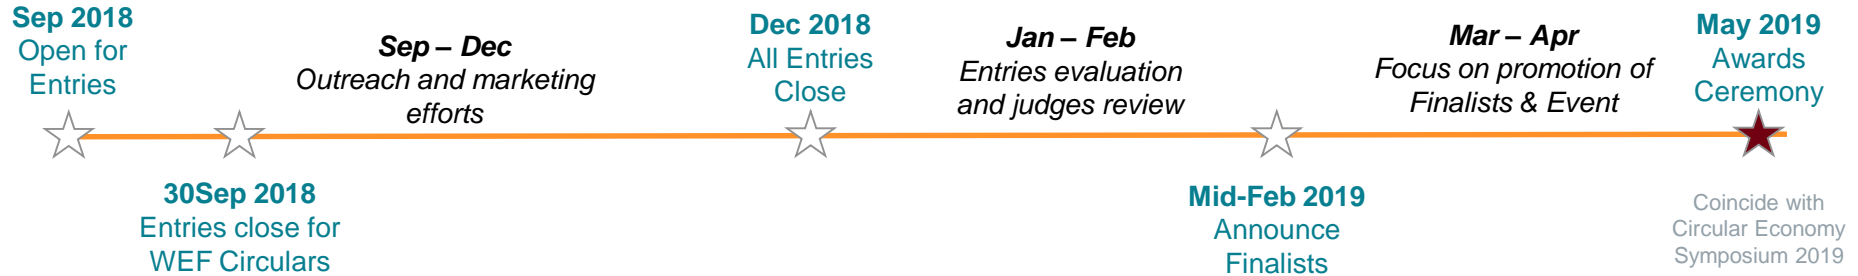 Sep 2018
Open for
Entries
Sep – Dec
Outreach and marketing
efforts
Dec 2018
All Entries
Close
Jan – Feb
Entries evaluation
and judges review
Mar – Apr
Focus on promotion of
Finalists & Event
May 2019
Awards
Ceremony
30Sep 2018
Entries close for
WEF Circulars
Mid-Feb 2019
Announce
Finalists
Coincide with
Circular Economy
Symposium 2019